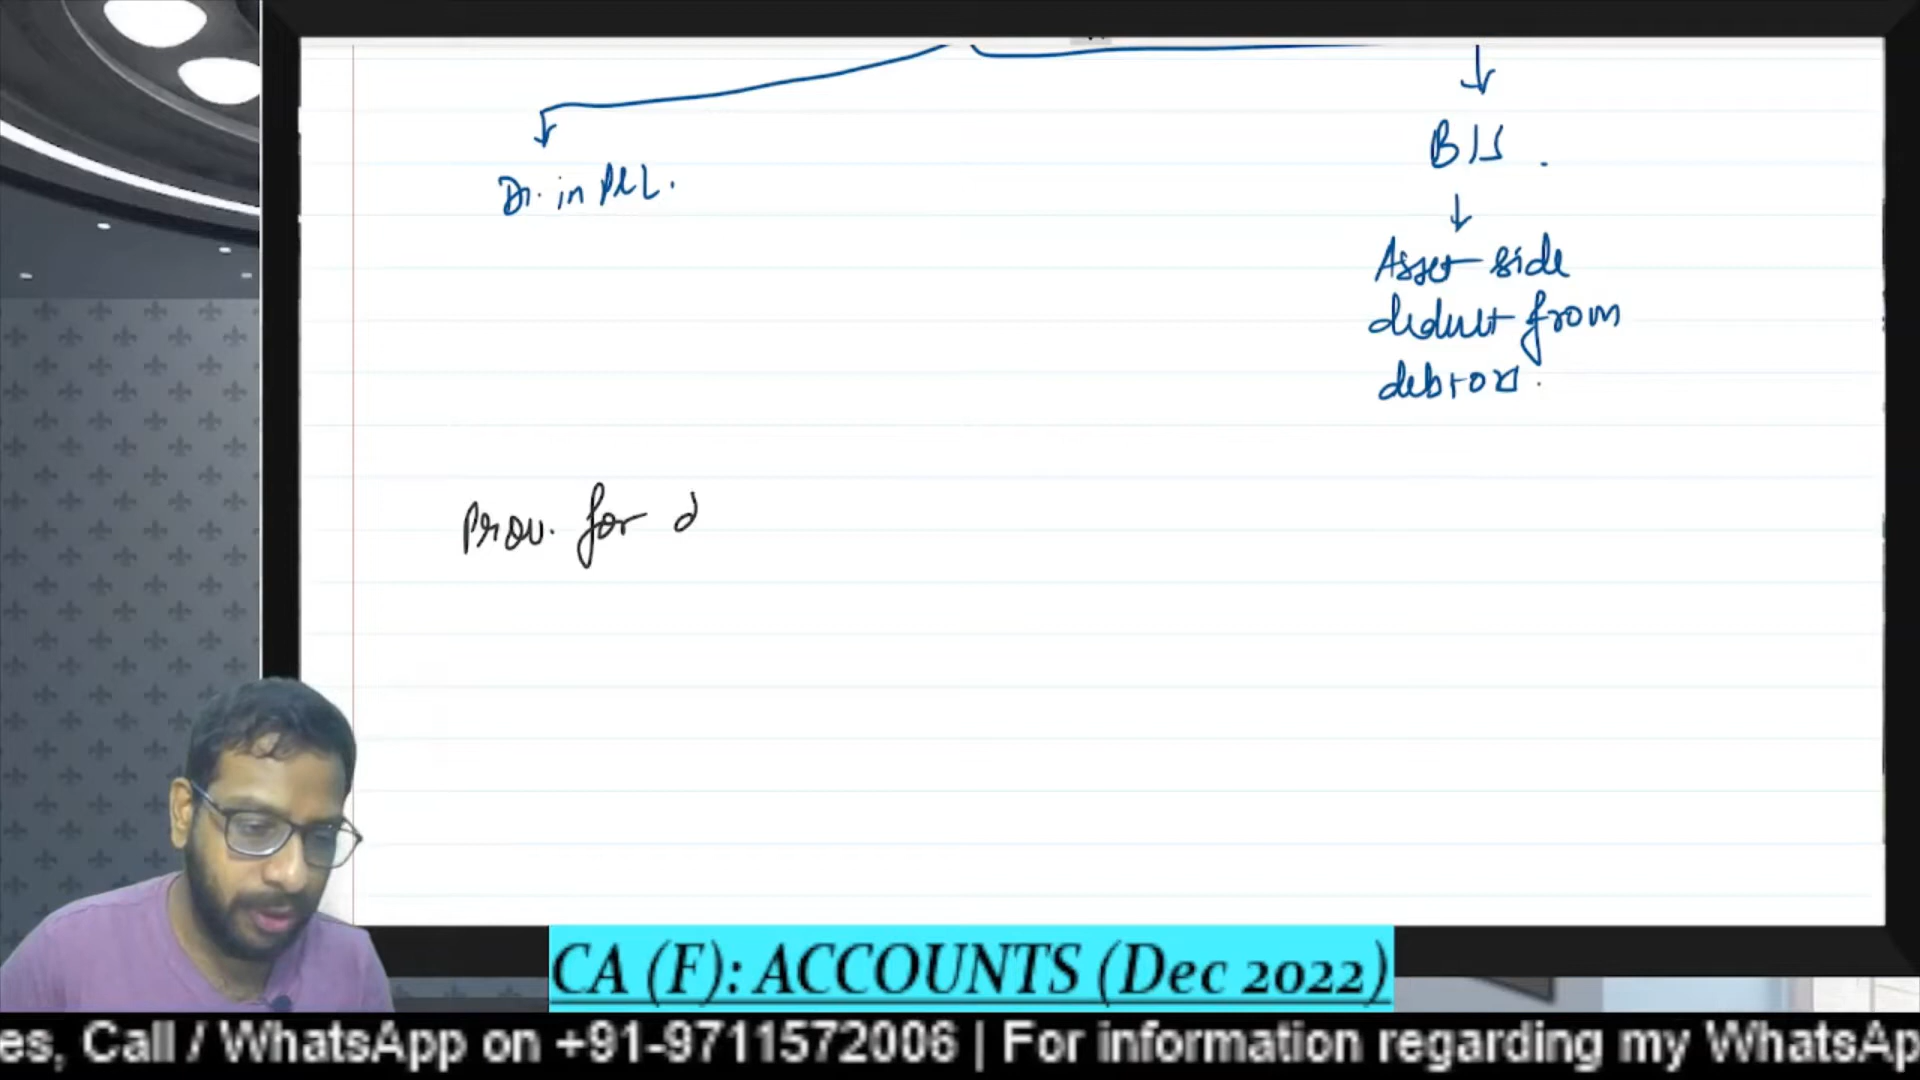 Dr. in P&L.
B/S.
Asset side
deduct from
debtors.
Prov. for d
CA (F): ACCOUNTS (Dec 2022)
es, Call / WhatsApp on +91-9711572006 | For information regarding my WhatsAp